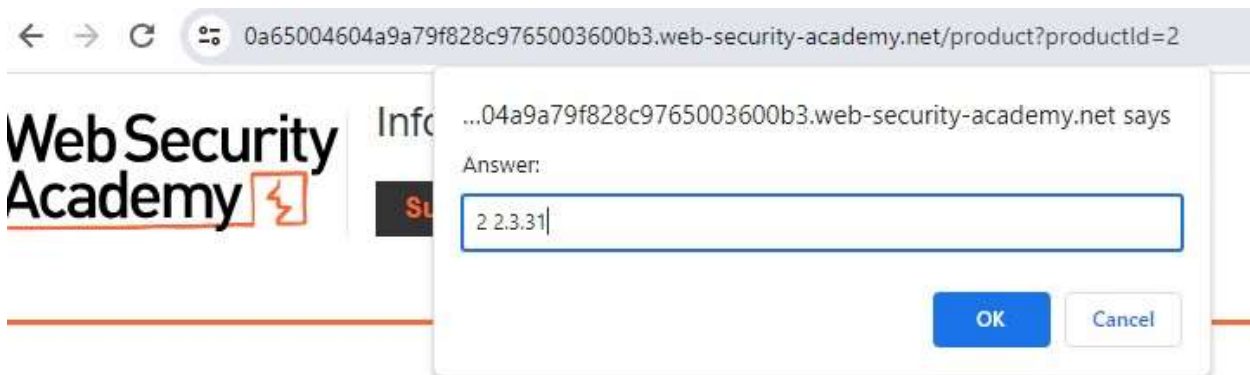 0a65004604a9a79f828c9765003600b3.web-security-academy.net/product?productId=2
Web Security
Academy
Info
...04a9a79f828c9765003600b3.web-security-academy.net says
Answer:
2 2.3.31
Su
OK
Cancel